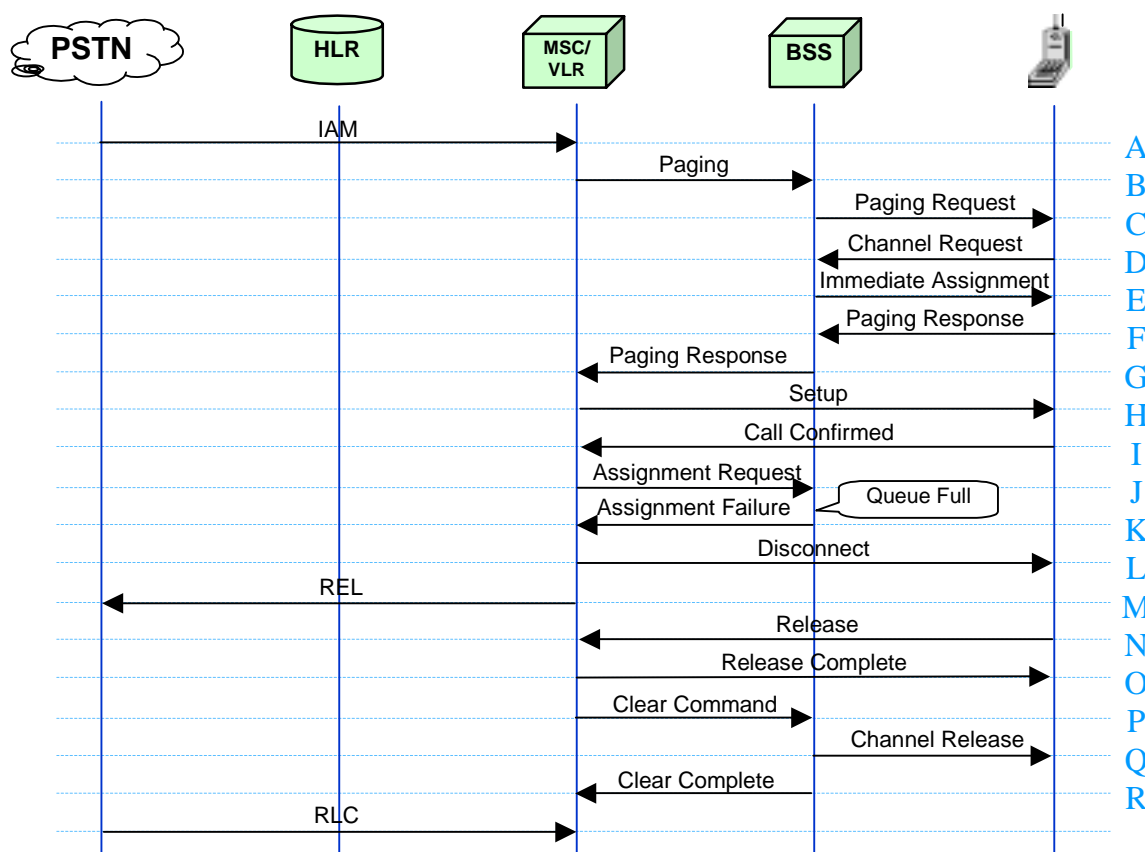 PSTN
HLR
MSC/
VLR
BSS
IAM
A
Paging
B
Paging Request
C
Channel Request
D
Immediate Assignment
E
Paging Response
F
Paging Response
G
Setup
H
Call Confirmed
I
Assignment Request
J
Queue Full
Assignment Failure
K
Disconnect
L
REL
M
Release
N
Release Complete
O
Clear Command
P
Channel Release
Q
Clear Complete
R
RLC